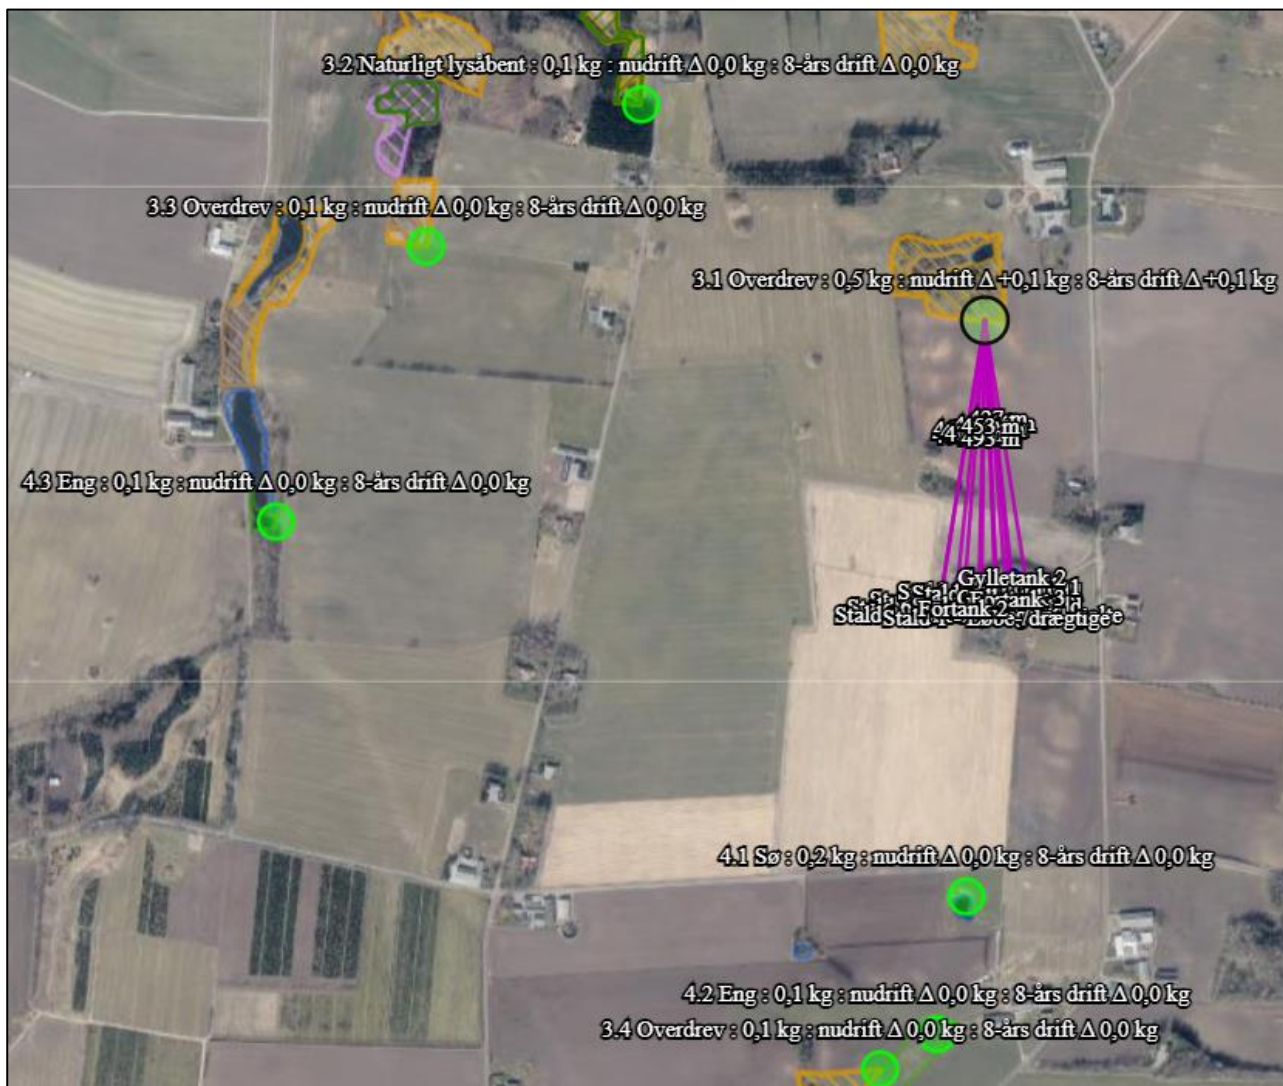 3.2 Naturligt lysåbent : 0,1 kg : nudrift Δ 0,0 kg : 8-års drift Δ 0,0 kg
3.3 Overdrev : 0,1 kg : nudrift Δ 0,0 kg : 8-års drift Δ 0,0 kg
3.1 Overdrev : 0,5 kg : nudrift Δ +0,1 kg : 8-års drift Δ +0,1 kg
453 m
493 m
4.3 Eng : 0,1 kg : nudrift Δ 0,0 kg : 8-års drift Δ 0,0 kg
Gylletank 2
Fortank 2
4.1 Sø : 0,2 kg : nudrift Δ 0,0 kg : 8-års drift Δ 0,0 kg
4.2 Eng : 0,1 kg : nudrift Δ 0,0 kg : 8-års drift Δ 0,0 kg
3.4 Overdrev : 0,1 kg : nudrift Δ 0,0 kg : 8-års drift Δ 0,0 kg